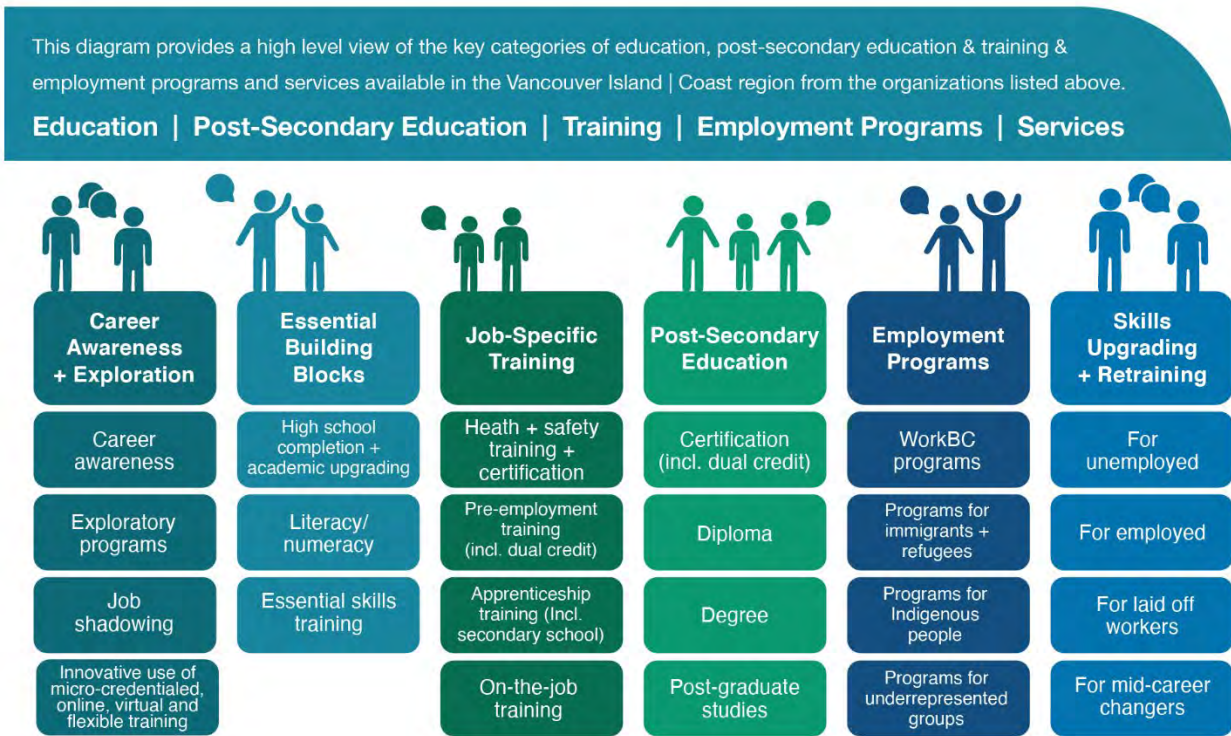 This diagram provides a high level view of the key categories of education, post-secondary education & training &
employment programs and services available in the Vancouver Island | Coast region from the organizations listed above.
Education | Post-Secondary Education | Training | Employment Programs | Services
Career
Awareness
+ Exploration
Career
awareness
Exploratory
programs
Job
shadowing
Innovative use of
micro-credentialed,
online, virtual and
flexible training
Essential
Building
Blocks
High school
completion +
academic upgrading
Literacy/
numeracy
Essential skills
training
Job-Specific
Training
Heath + safety
training +
certification
Pre-employment
training
(incl. dual credit)
Apprenticeship
training (Incl.
secondary school)
On-the-job
training
Post-Secondary
Education
Certification
(incl. dual credit)
Diploma
Degree
Post-graduate
studies
Employment
Programs
WorkBC
programs
Programs for
immigrants +
refugees
Programs for
Indigenous
people
Programs for
underrepresented
groups
Skills
Upgrading
+ Retraining
For
unemployed
For employed
For laid off
workers
For mid-career
changers